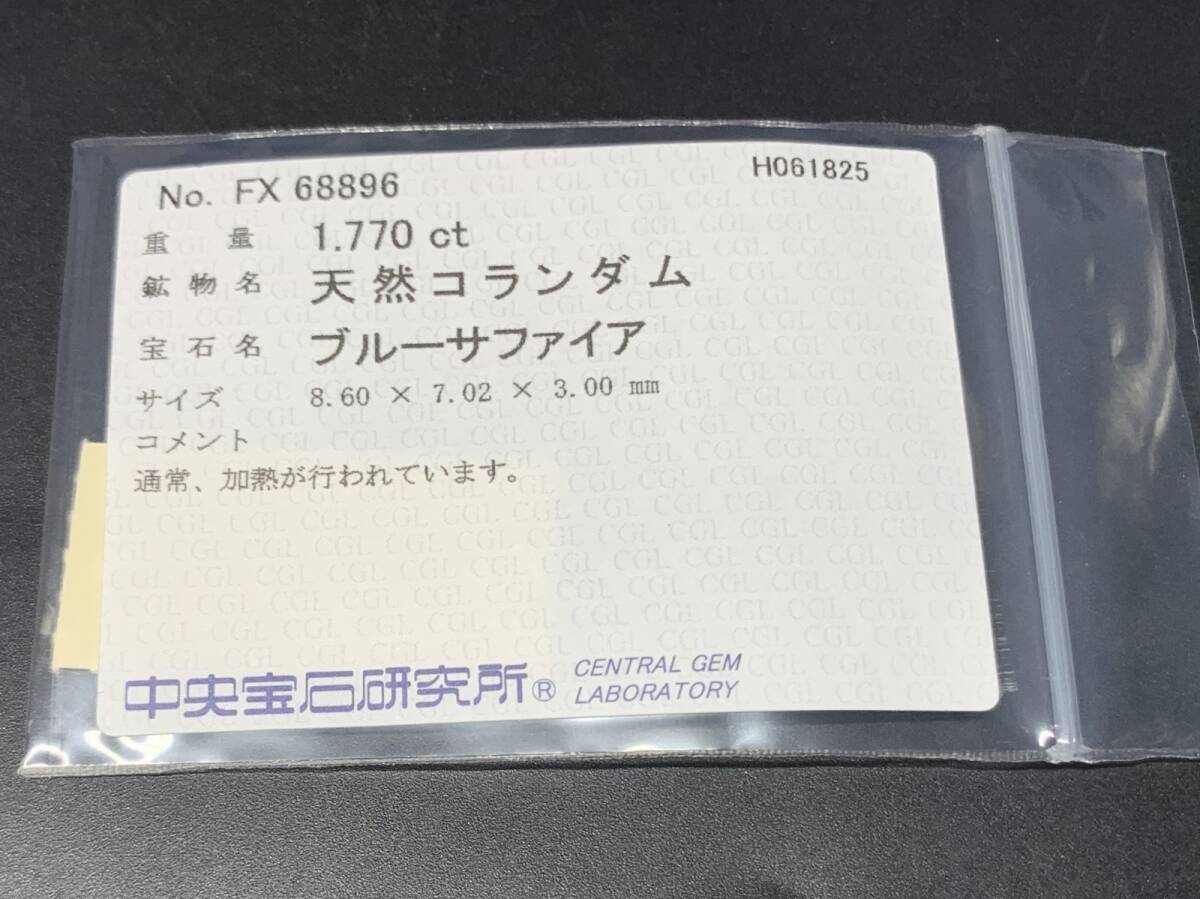 No. FX 68896
H061825
重量 1.770 ct
鉱物名 天然コランダム
宝石名 ブルーサファイア
サイズ 8.60 × 7.02 × 3.00 mm
コメント
通常、加熱が行われています。
中央宝石研究所® CENTRAL GEM
LABORATORY